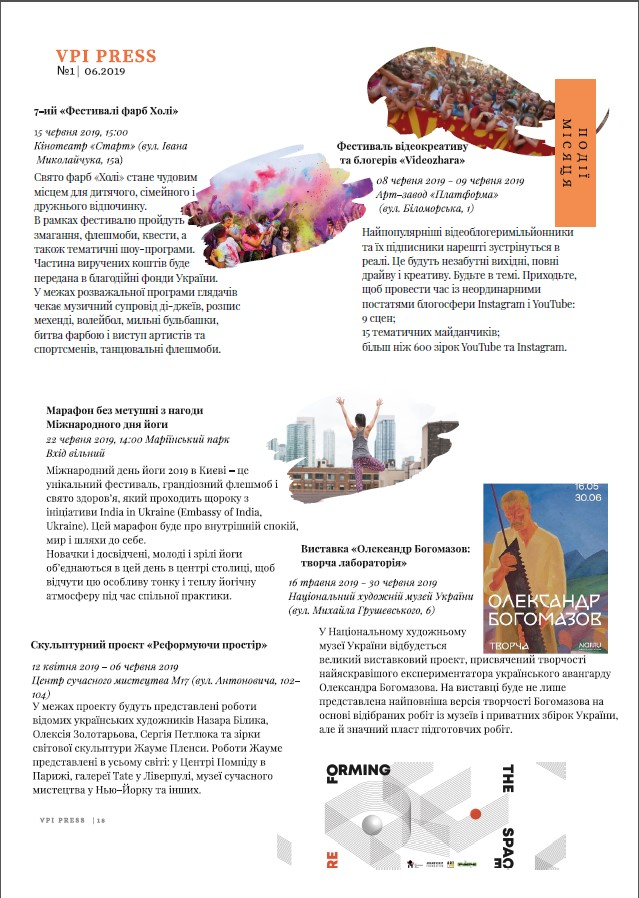 VPI PRESS
№1 | 06.2019
ПОДІЇ
МІСЯЦЯ
7-ий «Фестивалі фарб Холі»
15 червня 2019, 15:00
Кінотеатр «Старт» (вул. Івана
Миколайчука, 15а)
Свято фарб «Холі» стане чудовим
місцем для дитячого, сімейного і
дружнього відпочинку.
В рамках фестивалю пройдуть
змагання, флешмоби, квести, а
також тематичні шоу-програми.
Частина виручених коштів буде
передана в благодійні фонди України.
У межах розважальної програми глядачів
чекає музичний супровід ді-джеїв, розпис
мехенді, волейбол, мильні бульбашки,
битва фарбою і виступ артистів та
спортсменів, танцювальні флешмоби.
Фестиваль відеокреативу
та блогерів «Videozhara»
08 червня 2019 - 09 червня 2019
Арт-завод «Платформа»
(вул. Біломорська, 1)
Найпопулярніші відеоблогеримільйонники
та їх підписники нарешті зустрінуться в
реалі. Це будуть незабутні вихідні, повні
драйву і креативу. Будьте в темі. Приходьте,
щоб провести час із неординарними
постатями блогосфери Instagram і YouTube:
9 сцен;
15 тематичних майданчиків;
більш ніж 600 зірок YouTube та Instagram.
Марафон без метушні з нагоди
Міжнародного дня йоги
22 червня 2019, 14:00 Маріїнський парк
Вхід вільний
Міжнародний день йоги 2019 в Києві – це
унікальний фестиваль, грандіозний флешмоб і
свято здоров’я, який проходить щороку з
ініціативи India in Ukraine (Embassy of India,
Ukraine). Цей марафон буде про внутрішній спокій,
мир і шляхи до себе.
Новачки і досвідчені, молоді і зрілі йоги
об’єднаються в цей день в центрі столиці, щоб
відчути цю особливу тонку і теплу йогічну
атмосферу під час спільної практики.
16.05
30.06
ОЛЕКСАНДР
БОГОМАЗОВ
ТВОРЧА
NAMU
Виставка «Олександр Богомазов:
творча лабораторія»
16 травня 2019 - 30 червня 2019
Національний художній музей України
(вул. Михайла Грушевського, 6)
У Національному художньому
музеї України відбудеться
великий виставковий проект, присвячений творчості
найяскравішого експериментатора українського авангарду
Олександра Богомазова. На виставці буде не лише
представлена найповніша версія творчості Богомазова на
основі відібраних робіт із музеїв і приватних збірок України,
але й значний пласт підготовчих робіт.
Скульптурний проєкт «Реформуючи простір»
12 квітня 2019 – 06 червня 2019
Центр сучасного мистецтва М17 (вул. Антоновича, 102–
104)
У межах проекту будуть представлені роботи
відомих українських художників Назара Білика,
Олексія Золотарьова, Сергія Петлюка та зірки
світової скульптури Жауме Пленси. Роботи Жауме
представлені в усьому світі: у Центрі Помпіду в
Парижі, галереї Tate у Ліверпулі, музеї сучасного
мистецтва у Нью-Йорку та інших.
RE
FORMING
THE SPACE
VPI PRESS | 18